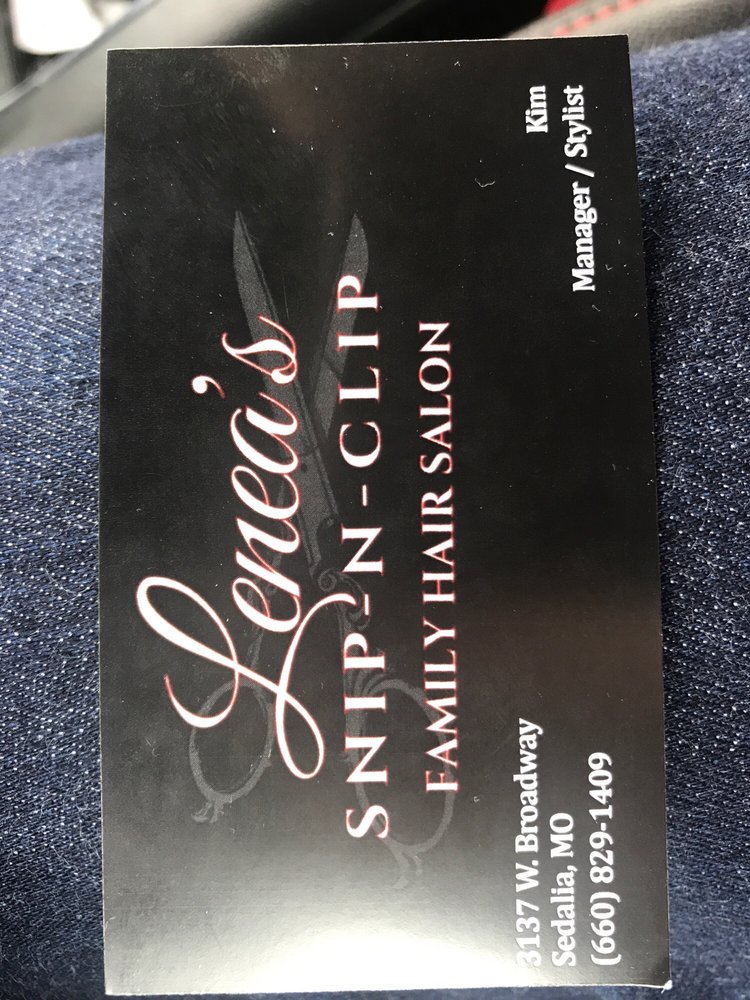 Lenea's
SNIP-N-CLIP
FAMILY HAIR SALON
3137 W. Broadway
Sedalia, MO
(660) 829-1409
Kim
Manager / Stylist